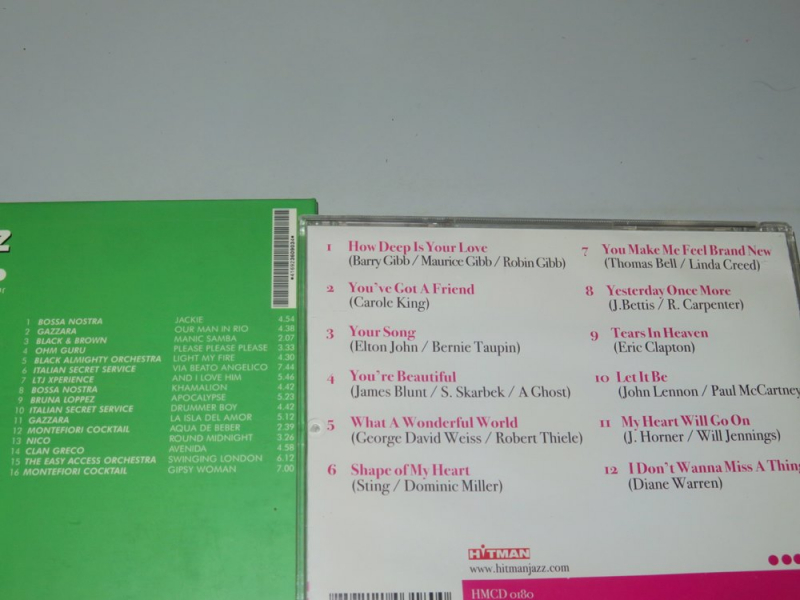 Z
1 BOSSA NOSTRA JACKIE 4.54
2 GAZZARA OUR MAN IN RIO 4.38
3 BLACK & BROWN MANIC SAMBA 2.07
4 OHM GURU PLEASE PLEASE PLEASE 3.33
5 BLACK ALMIGHTY ORCHESTRA LIGHT MY FIRE 4.30
6 ITALIAN SECRET SERVICE VIA BEATO ANGELICO 7.44
7 LTJ XPERIENCE AND I LOVE HIM 5.46
8 BOSSA NOSTRA KHAMALION 4.42
9 BRUNA LOPPEZ APOCALYPSE 5.23
10 ITALIAN SECRET SERVICE DRUMMER BOY 4.42
11 GAZZARA LA ISLA DEL AMOR 5.12
12 MONTEFIORI COCKTAIL AQUA DE BEBER 2.39
13 NICO ROUND MIDNIGHT 3.26
14 CLAN GRECO AVENIDA 4.58
15 THE EASY ACCESS ORCHESTRA SWINGING LONDON 6.12
16 MONTEFIORI COCKTAIL GIPSY WOMAN 7.00
1 How Deep Is Your Love
(Barry Gibb / Maurice Gibb / Robin Gibb)
2 You've Got A Friend
(Carole King)
3 Your Song
(Elton John / Bernie Taupin)
4 You're Beautiful
(James Blunt / S. Skarbek / A Ghost)
5 What A Wonderful World
(George David Weiss / Robert Thiele)
6 Shape of My Heart
(Sting / Dominic Miller)
7 You Make Me Feel Brand New
(Thomas Bell / Linda Creed)
8 Yesterday Once More
(J.Bettis / R. Carpenter)
9 Tears In Heaven
(Eric Clapton)
10 Let It Be
(John Lennon / Paul McCartney
11 My Heart Will Go On
(J. Horner / Will Jennings)
12 I Don't Wanna Miss A Thing
(Diane Warren)
HITMAN
www.hitmanjazz.com
HMCD 0180